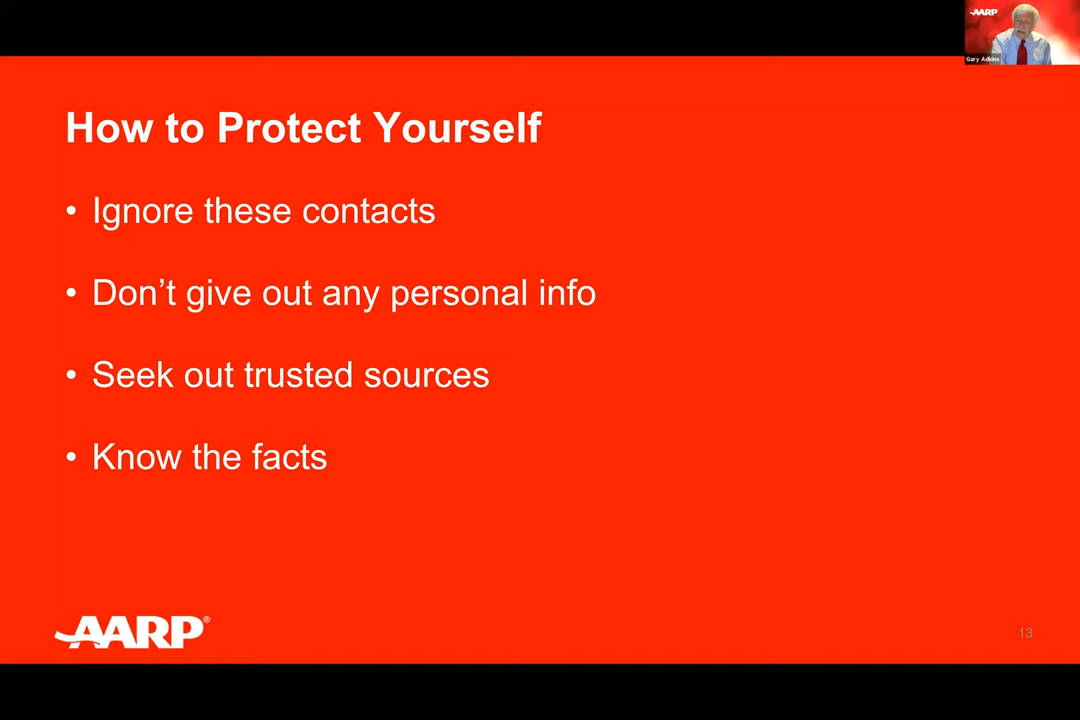 AARP
Gary Adkins
How to Protect Yourself
• Ignore these contacts
• Don’t give out any personal info
• Seek out trusted sources
• Know the facts
AARP®
13